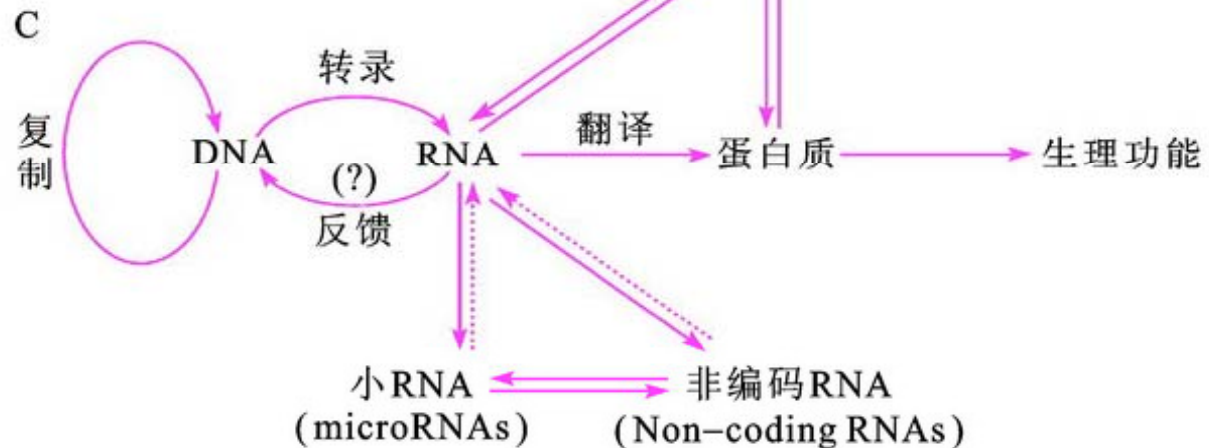 C
转录
复制
DNA
RNA
翻译
蛋白质
生理功能
(?)
反馈
小RNA
(microRNAs)
非编码RNA
(Non-coding RNAs)